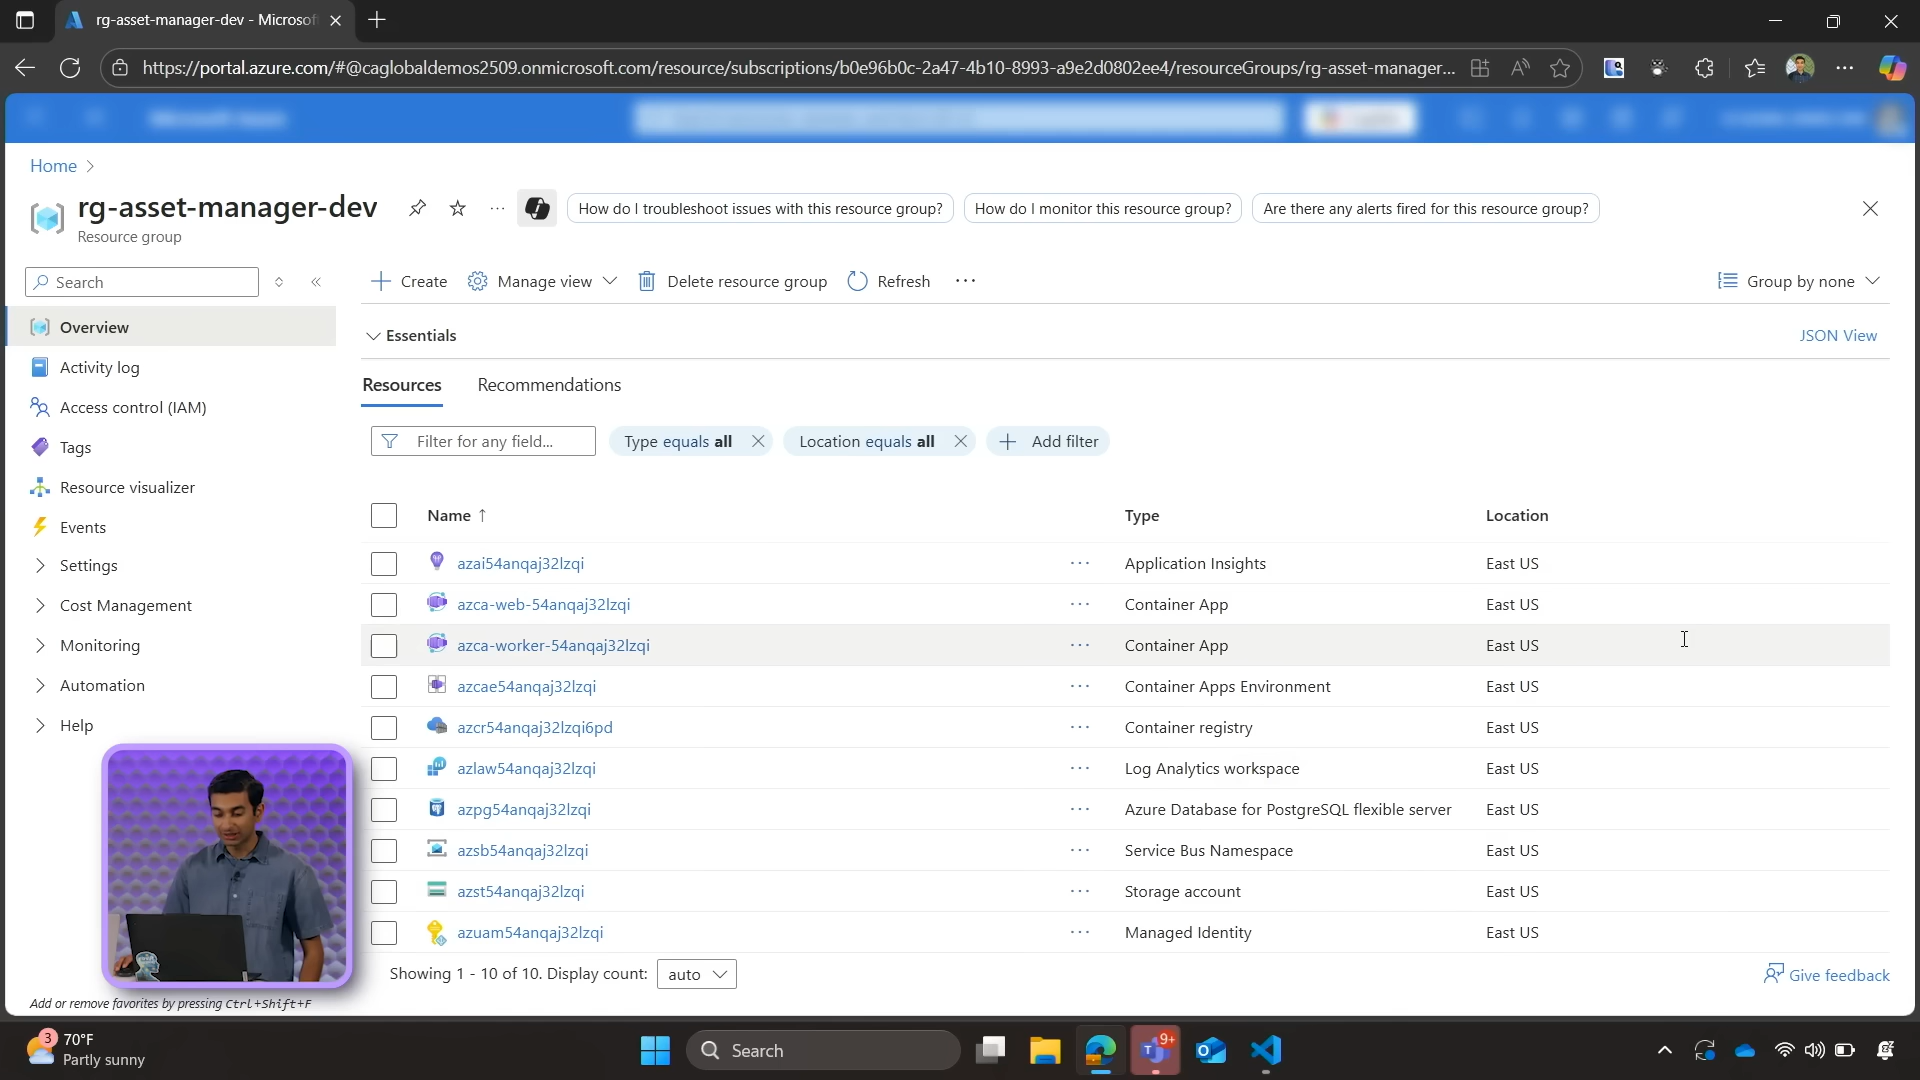 rg-asset-manager-dev - Microsof
https://portal.azure.com/#@caglobaldemos2509.onmicrosoft.com/resource/subscriptions/b0e96b0c-2a47-4b10-8993-a9e2d0802ee4/resourceGroups/rg-asset-manager...
Home
rg-asset-manager-dev
Resource group
How do I troubleshoot issues with this resource group?
How do I monitor this resource group?
Are there any alerts fired for this resource group?
Search
Create
Manage view
Delete resource group
Refresh
Group by none
Overview
Activity log
Access control (IAM)
Tags
Resource visualizer
Events
Settings
Cost Management
Monitoring
Automation
Help
Essentials
JSON View
Resources
Recommendations
Filter for any field...
Type equals all
Location equals all
Add filter
Name ↑ Type Location
azai54anqaj32lzqi ... Application Insights East US
azca-web-54anqaj32lzqi ... Container App East US
azca-worker-54anqaj32lzqi ... Container App East US
azcae54anqaj32lzqi ... Container Apps Environment East US
azcr54anqaj32lzqi6pd ... Container registry East US
azlaw54anqaj32lzqi ... Log Analytics workspace East US
azpg54anqaj32lzqi ... Azure Database for PostgreSQL flexible server East US
azsb54anqaj32lzqi ... Service Bus Namespace East US
azst54anqaj32lzqi ... Storage account East US
azuam54anqaj32lzqi ... Managed Identity East US
Showing 1 - 10 of 10. Display count: auto
Give feedback
Add or remove favorites by pressing Ctrl+Shift+F
3
70°F
Partly sunny
Search
9+